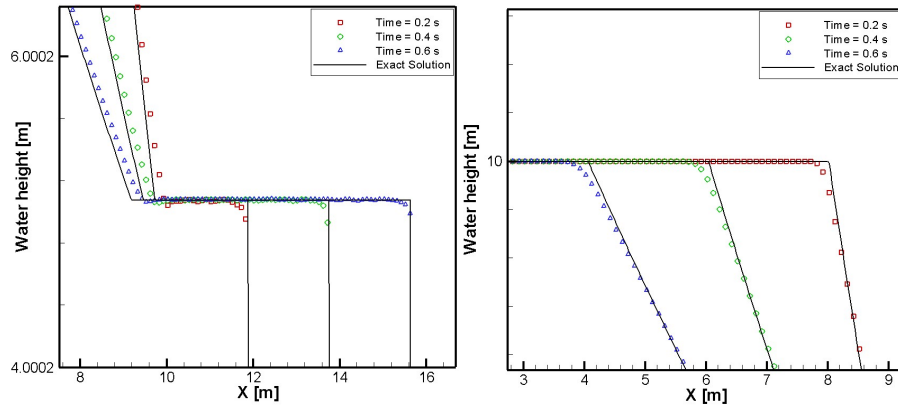 6.0002
4.0002
Water height [m]
8 10 12 14 16
X [m]
Time = 0.2 s
Time = 0.4 s
Time = 0.6 s
Exact Solution
10
Water height [m]
3 4 5 6 7 8 9
X [m]
Time = 0.2 s
Time = 0.4 s
Time = 0.6 s
Exact Solution